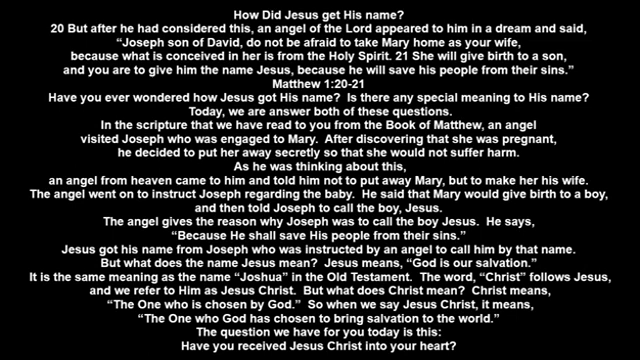 How Did Jesus get His name?
20 But after he had considered this, an angel of the Lord appeared to him in a dream and said,
“Joseph son of David, do not be afraid to take Mary home as your wife,
because what is conceived in her is from the Holy Spirit. 21 She will give birth to a son,
and you are to give him the name Jesus, because he will save his people from their sins.”
Matthew 1:20-21
Have you ever wondered how Jesus got His name?  Is there any special meaning to His name?
Today, we are answer both of these questions.
In the scripture that we have read to you from the Book of Matthew, an angel
visited Joseph who was engaged to Mary.  After discovering that she was pregnant,
he decided to put her away secretly so that she would not suffer harm.
As he was thinking about this,
an angel from heaven came to him and told him not to put away Mary, but to make her his wife.
The angel went on to instruct Joseph regarding the baby.  He said that Mary would give birth to a boy,
and then told Joseph to call the boy, Jesus.
The angel gives the reason why Joseph was to call the boy Jesus.  He says,
“Because He shall save His people from their sins.”
Jesus got his name from Joseph who was instructed by an angel to call him by that name.
But what does the name Jesus mean?  Jesus means, “God is our salvation.”
It is the same meaning as the name “Joshua” in the Old Testament.  The word, “Christ” follows Jesus,
and we refer to Him as Jesus Christ.  But what does Christ mean?  Christ means,
“The One who is chosen by God.”  So when we say Jesus Christ, it means,
“The One who God has chosen to bring salvation to the world.”
The question we have for you today is this:
Have you received Jesus Christ into your heart?